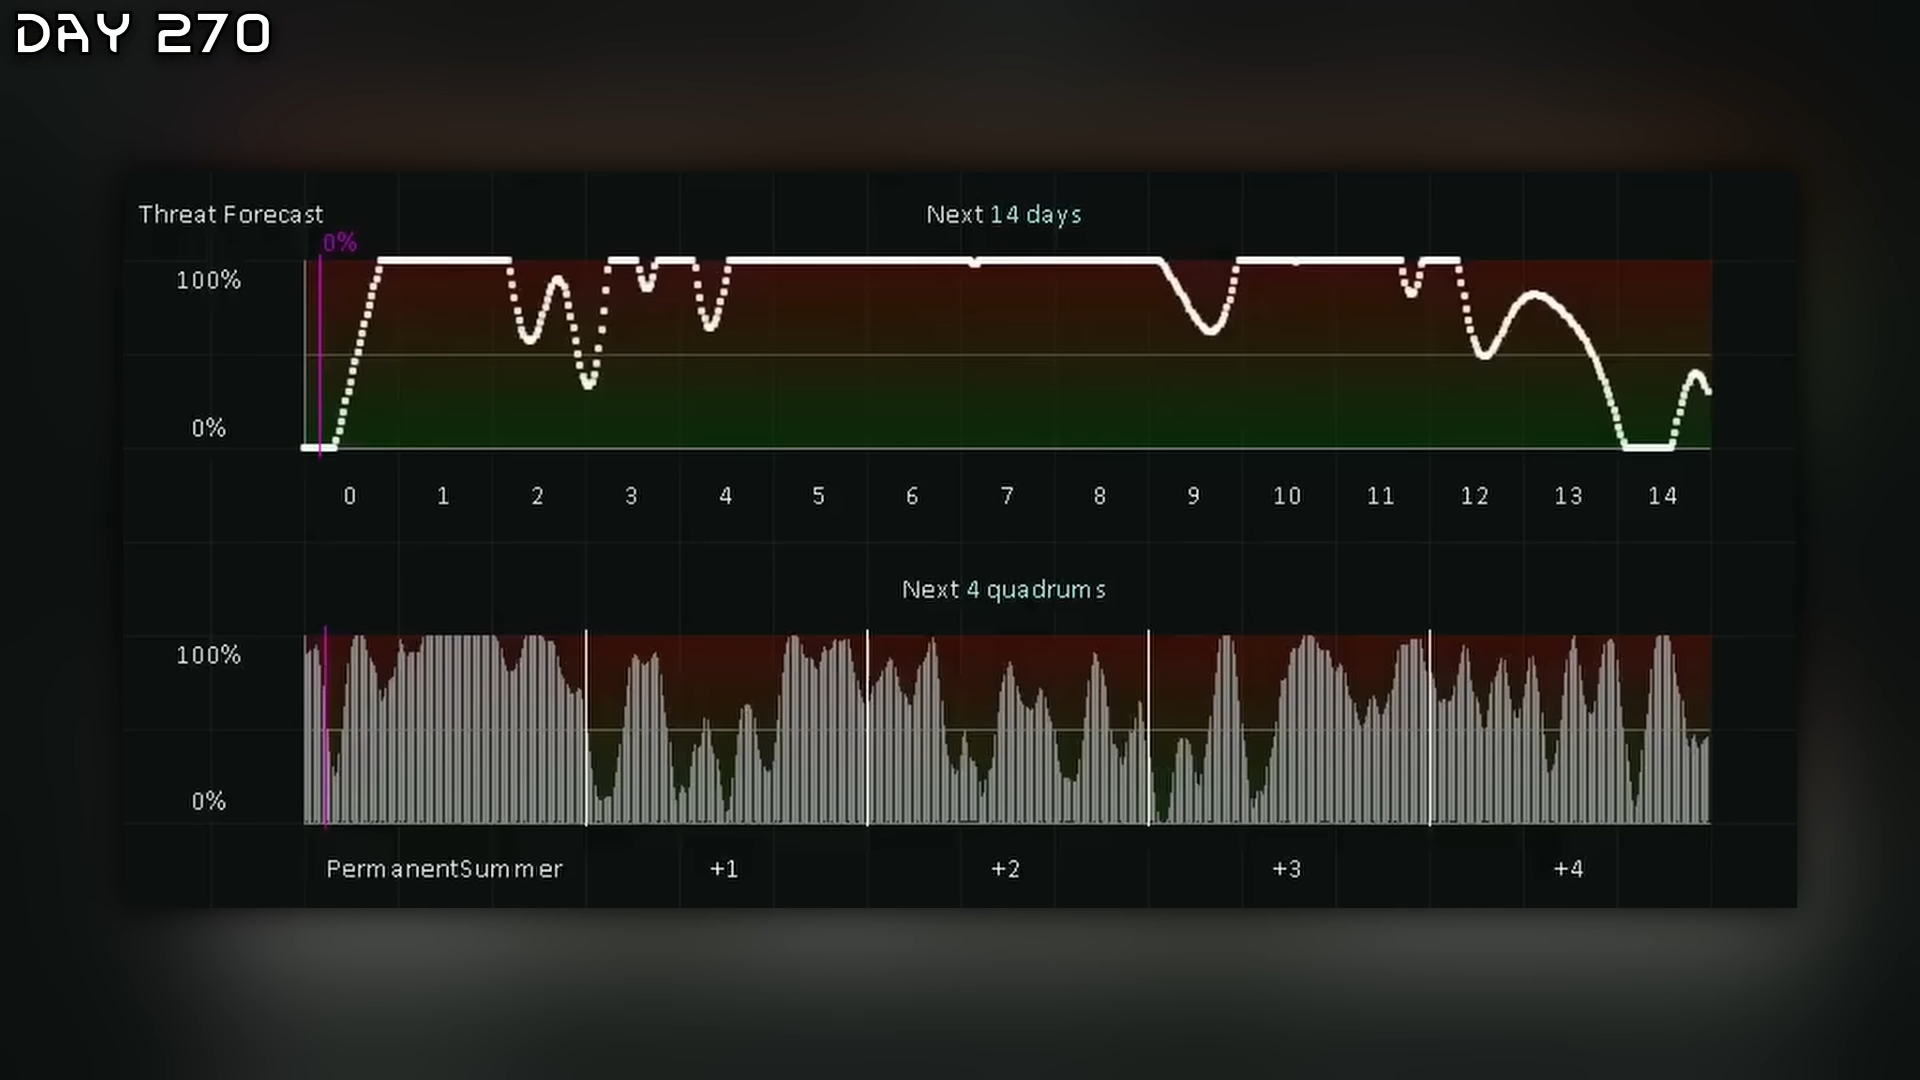 DAY 270
Threat Forecast
Next 14 days
0%
100%
0%
0 1 2 3 4 5 6 7 8 9 10 11 12 13 14
Next 4 quadrums
100%
0%
PermanentSummer +1 +2 +3 +4